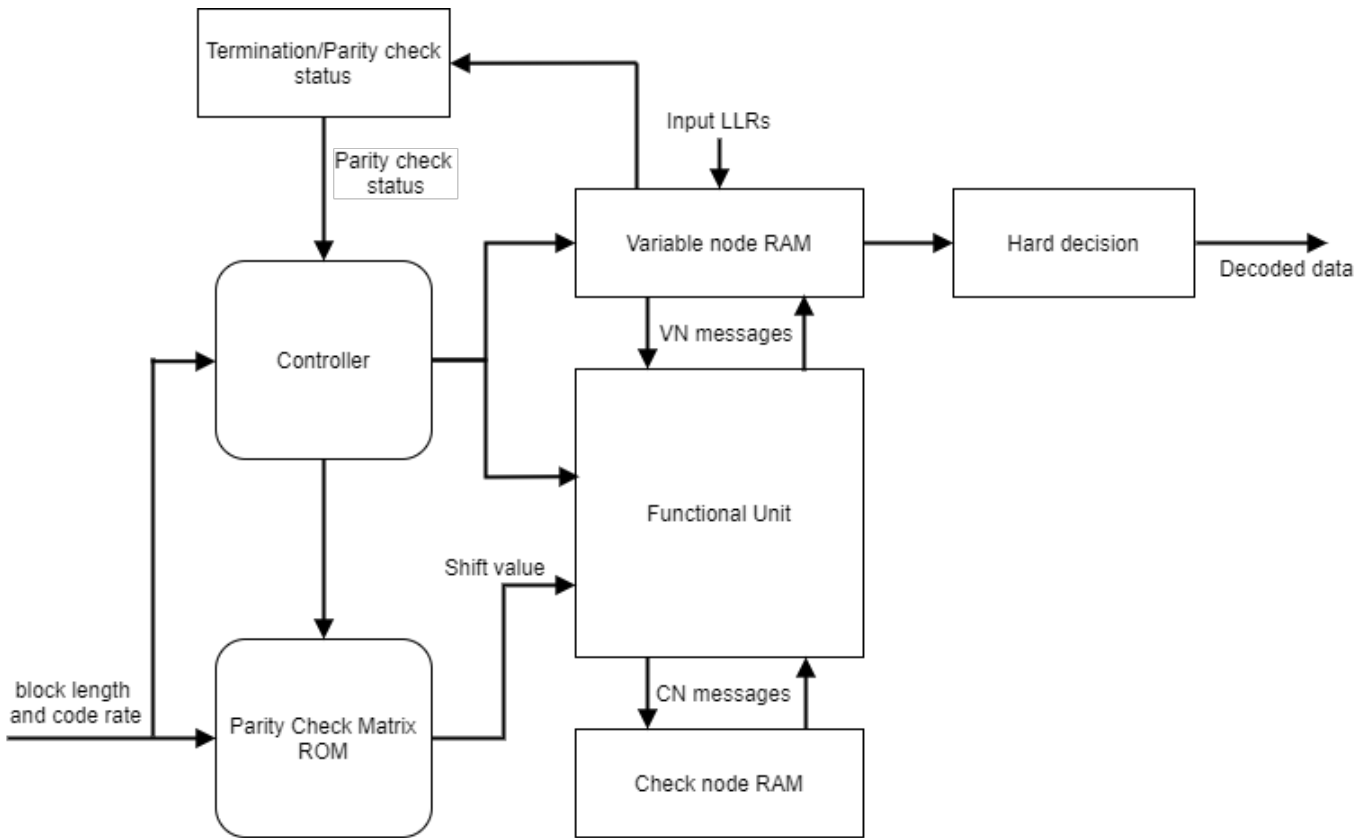 Termination/Parity check
status
Input LLRs
Parity check
status
Variable node RAM
Hard decision
Decoded data
VN messages
Controller
Functional Unit
Shift value
block length
and code rate
Parity Check Matrix
ROM
CN messages
Check node RAM